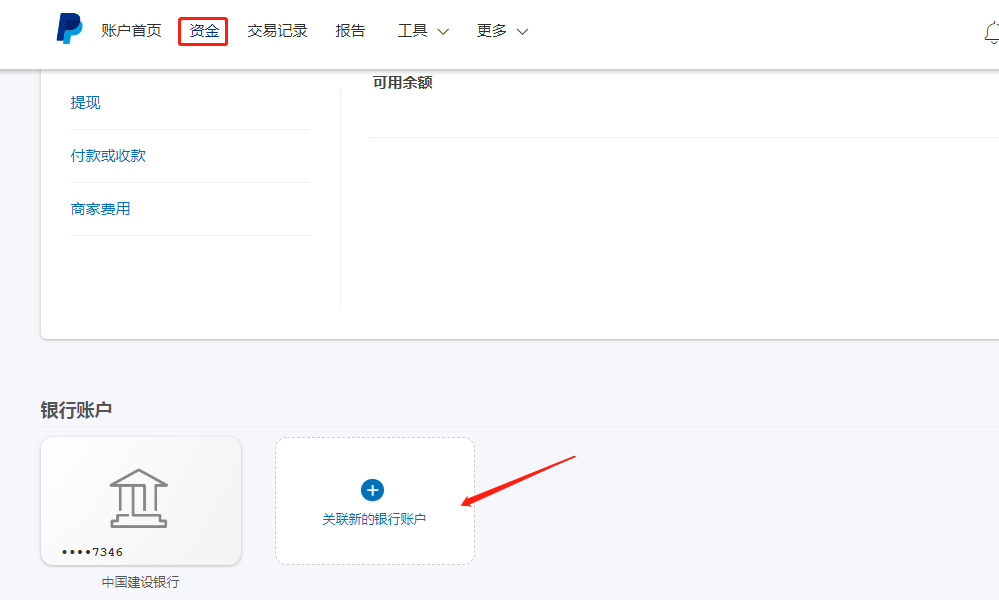 账户首页 资金 交易记录 报告 工具 更多
可用余额
提现
付款或收款
商家费用
银行账户
关联新的银行账户
••••7346
中国建设银行